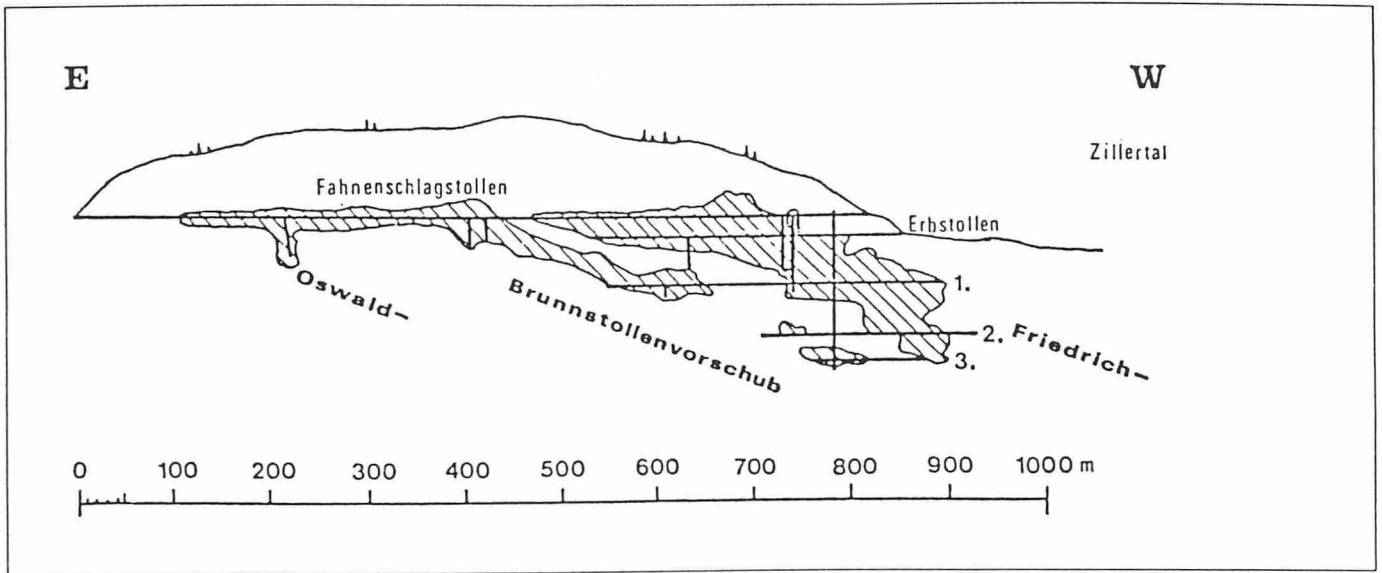 E
W
Zillertal
Fahnenschlagstollen
Erbstollen
Oswald–
Brunnstollenvorschub
1.
2.
Friedrich–
3.
0 100 200 300 400 500 600 700 800 900 1000 m